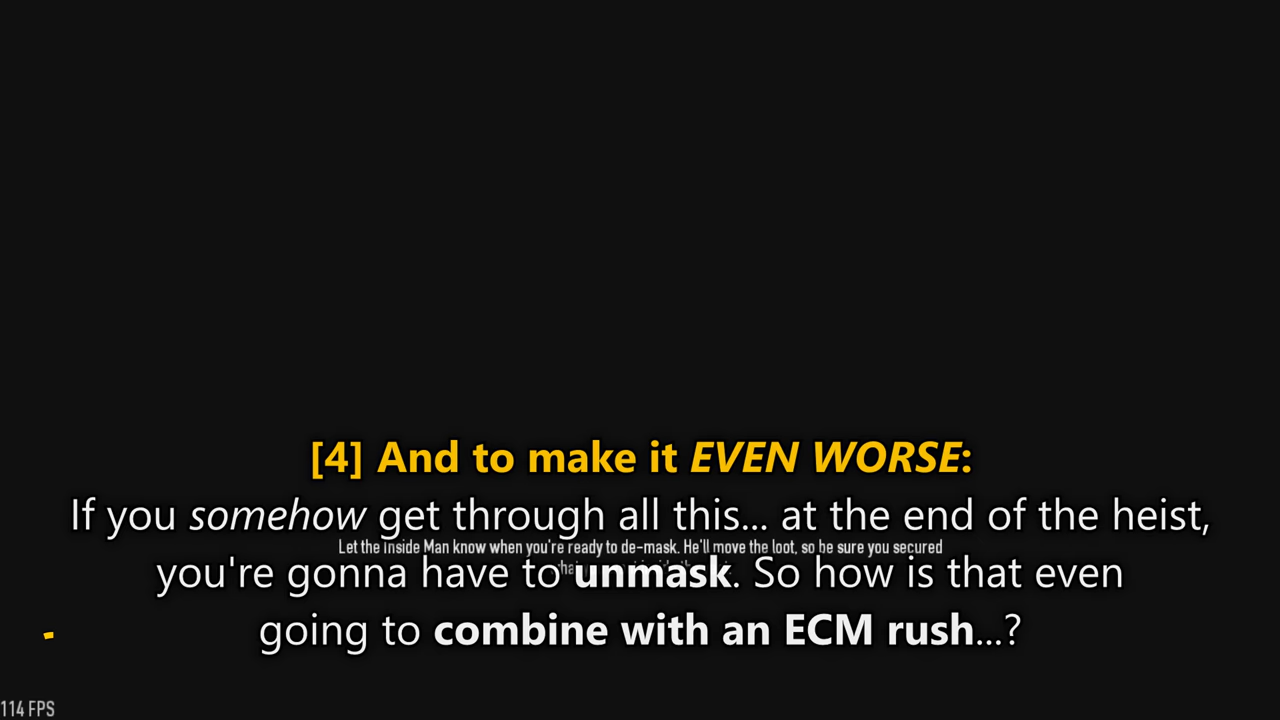 [4] And to make it EVEN WORSE:
If you somehow get through all this... at the end of the heist,
Let the Inside Man know when you're ready to de-mask. He'll move the loot, so be sure you secured
you're gonna have to unmask. So how is that even
going to combine with an ECM rush...?
114 FPS